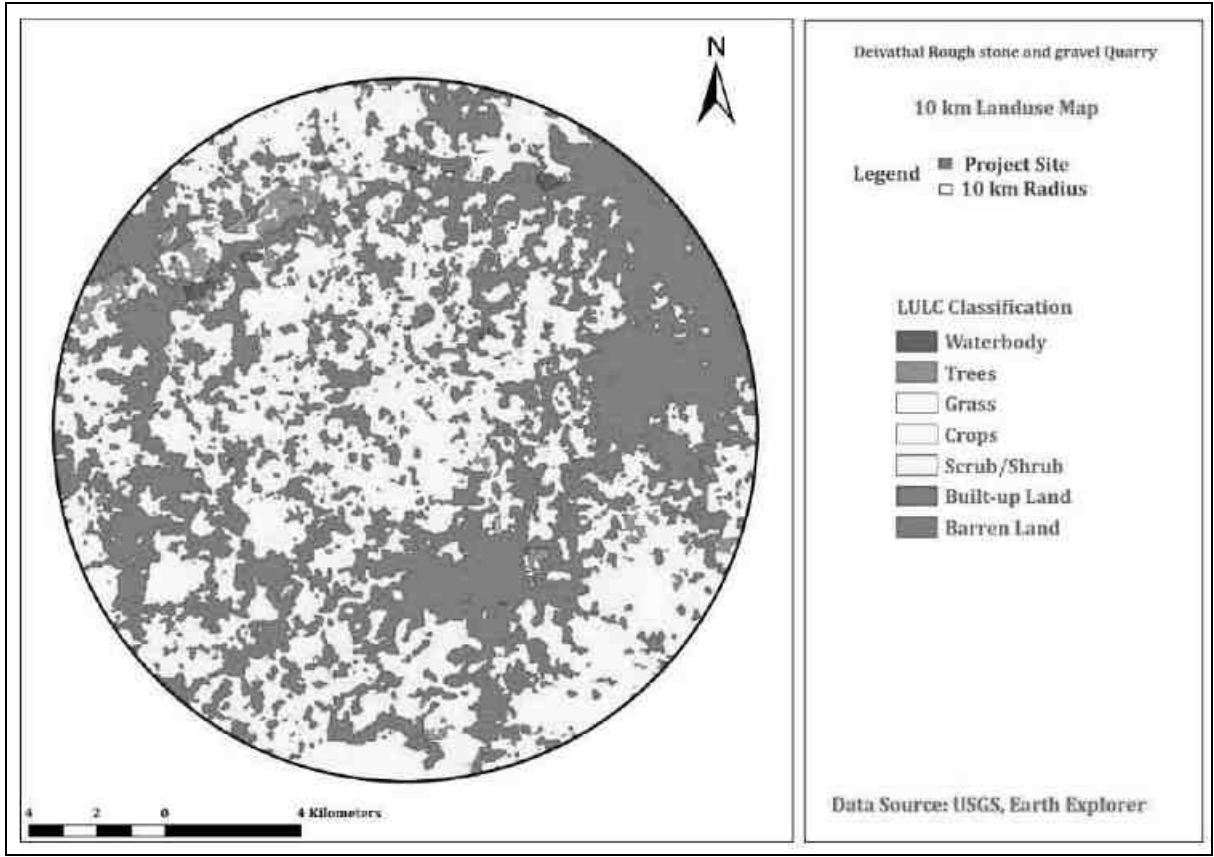 N
4 2 0 4 Kilometers
Deivathal Rough stone and gravel Quarry
10 km Landuse Map
Legend
Project Site
10 km Radius
LULC Classification
Waterbody
Trees
Grass
Crops
Scrub/Shrub
Built-up Land
Barren Land
Data Source: USGS, Earth Explorer